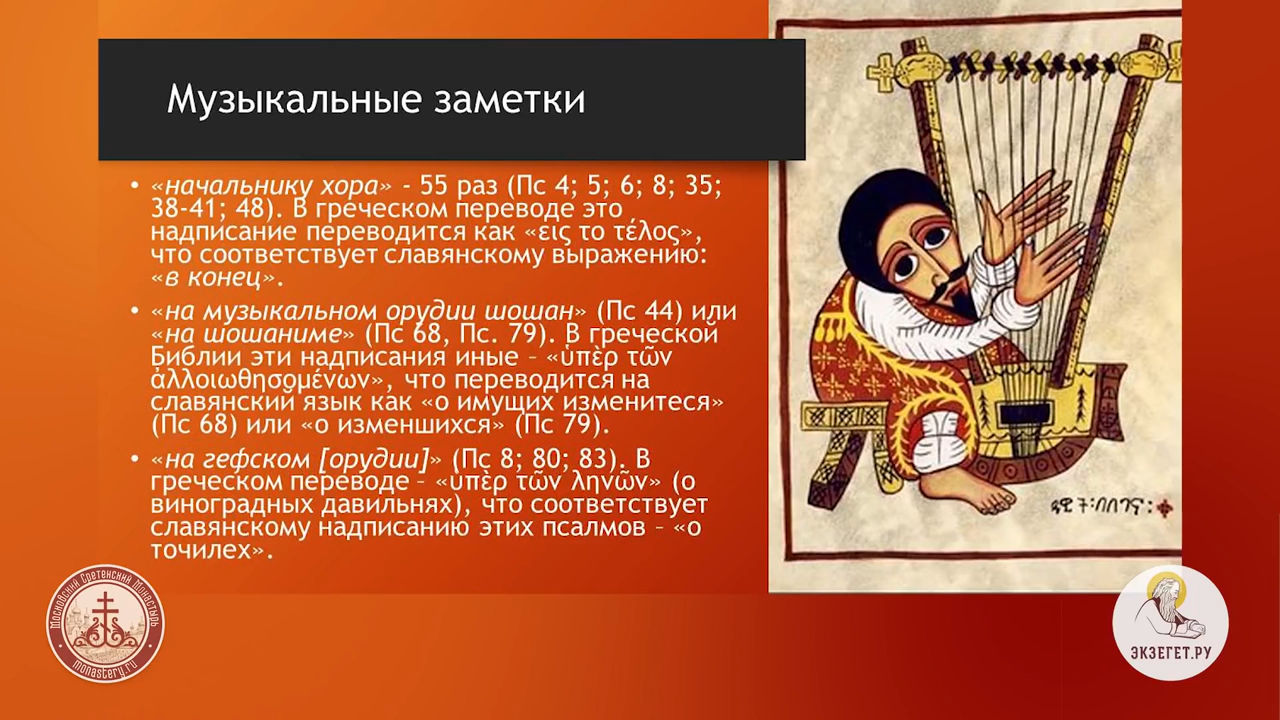 Музыкальные заметки
• «начальнику хора» - 55 раз (Пс 4; 5; 6; 8; 35;
38-41; 48). В греческом переводе это
надписание переводится как «εις το τέλος»,
что соответствует славянскому выражению:
«в конец».
• «на музыкальном орудии шошан» (Пс 44) или
«на шошаниме» (Пс 68, Пс. 79). В греческой
Библии эти надписания иные – «ὑπὲρ τῶν
ἀλλοιωθησομένων», что переводится на
славянский язык как «о имущих изменитеся»
(Пс 68) или «о изменшихся» (Пс 79).
• «на гефском [орудии]» (Пс 8; 80; 83). В
греческом переводе – «ὑπὲρ τῶν ληνῶν» (о
виноградных давильнях), что соответствует
славянскому надписанию этих псалмов – «о
точилех».
Московский Сретенский Монастырь
monastery.ru
ЭКЗЕГЕТ.РУ